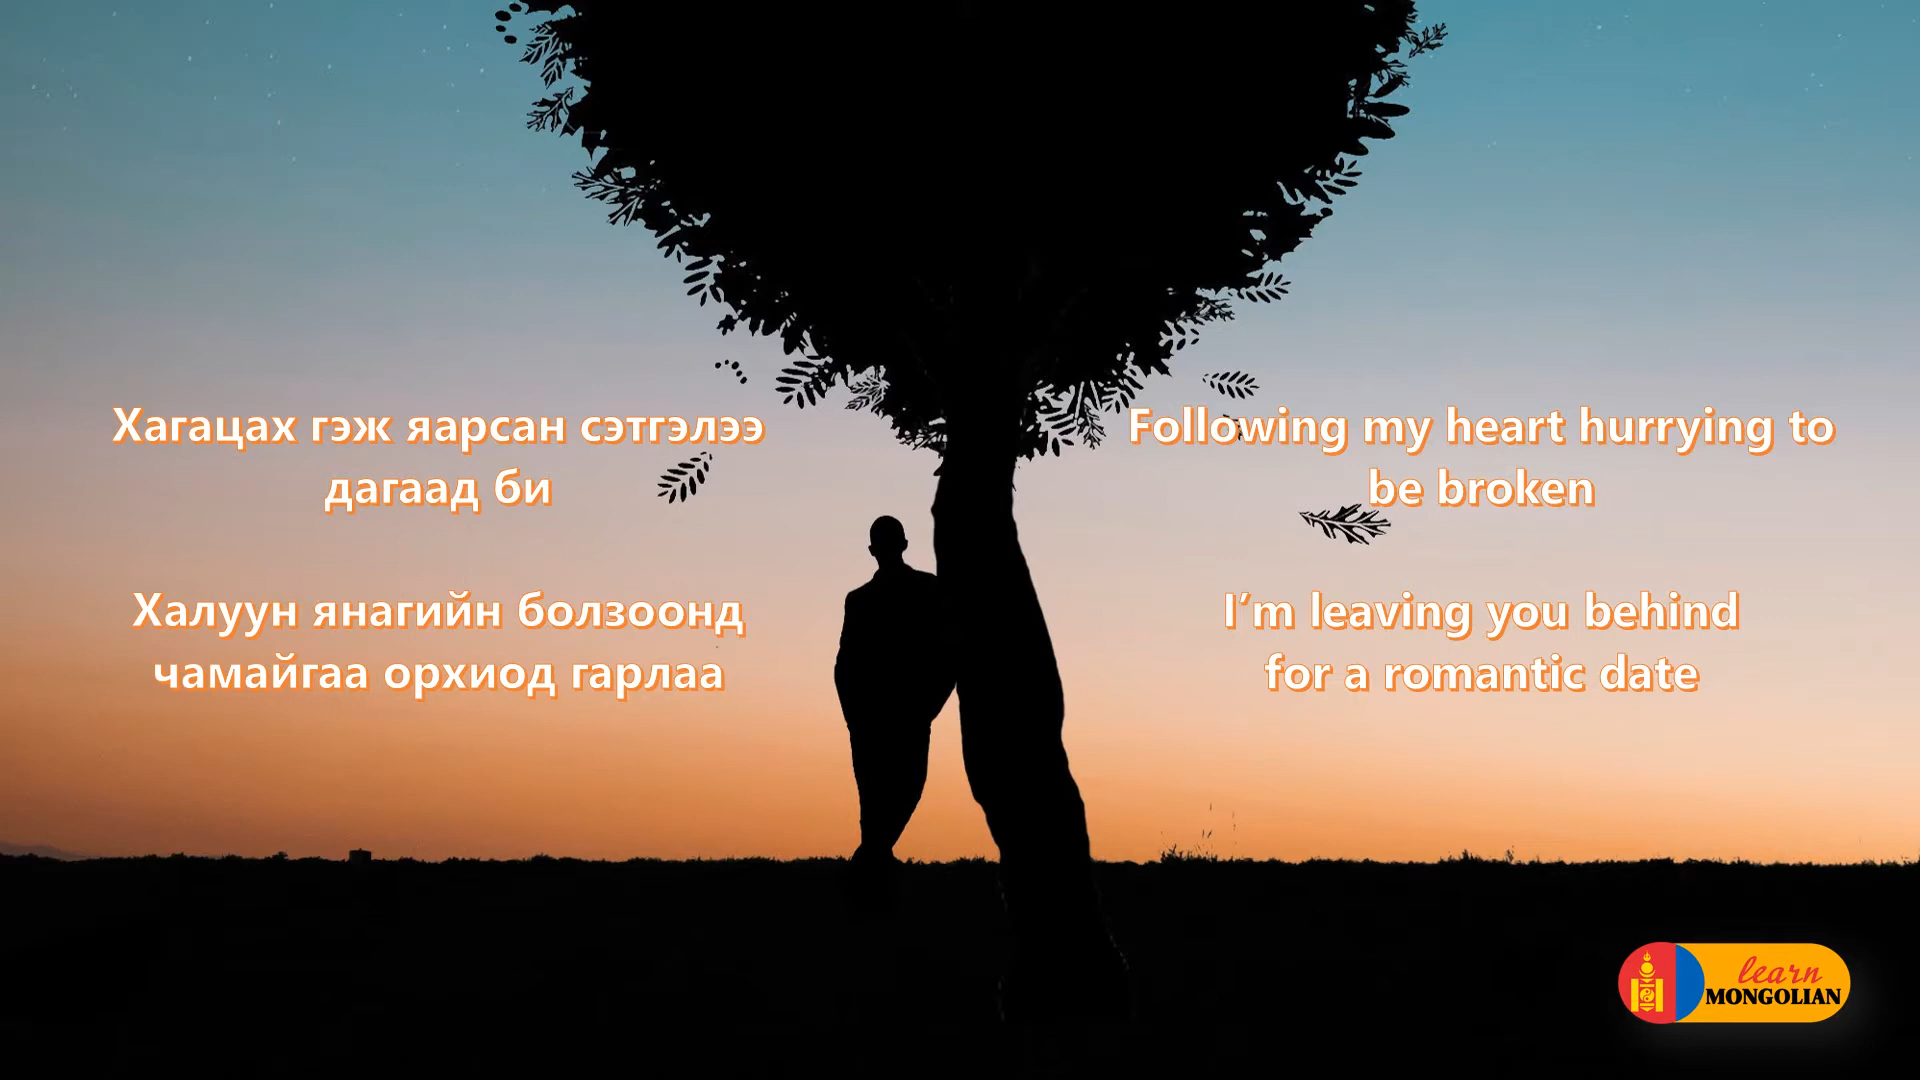 Хагацах гэж яарсан сэтгэлээ
дагаад би
Халуун янагийн болзоонд
чамайгаа орхиод гарлаа
Following my heart hurrying to
be broken
I’m leaving you behind
for a romantic date
learn
MONGOLIAN